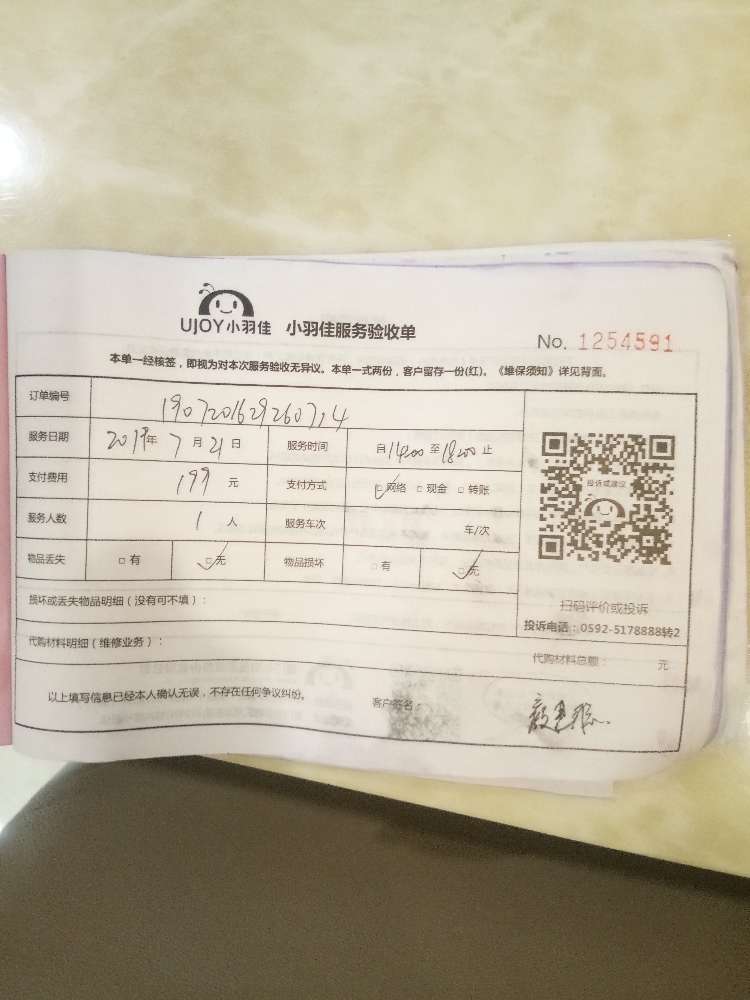 UJOY小羽佳 小羽佳服务验收单
No. 1254591
本单一经核签，即视为对本次服务验收无异议。本单一式两份，客户留存一份(红)。《维保须知》详见背面。
订单编号
服务日期 2019年 7月 21日 服务时间 自14:00至18:00止
支付费用 199 元 支付方式 ☑网络 □现金 □转账
服务人数 1 人 服务车次 车/次
物品丢失 □有 ☑无 物品损坏 □有 ☑无
投诉或建议
扫码评价或投诉
投诉电话：0592-5178888转2
损坏或丢失物品明细（没有可不填）：
代购材料明细（维修业务）：
代购材料总额： 元
以上填写信息已经本人确认无误，不存在任何争议纠纷。 客户签名：